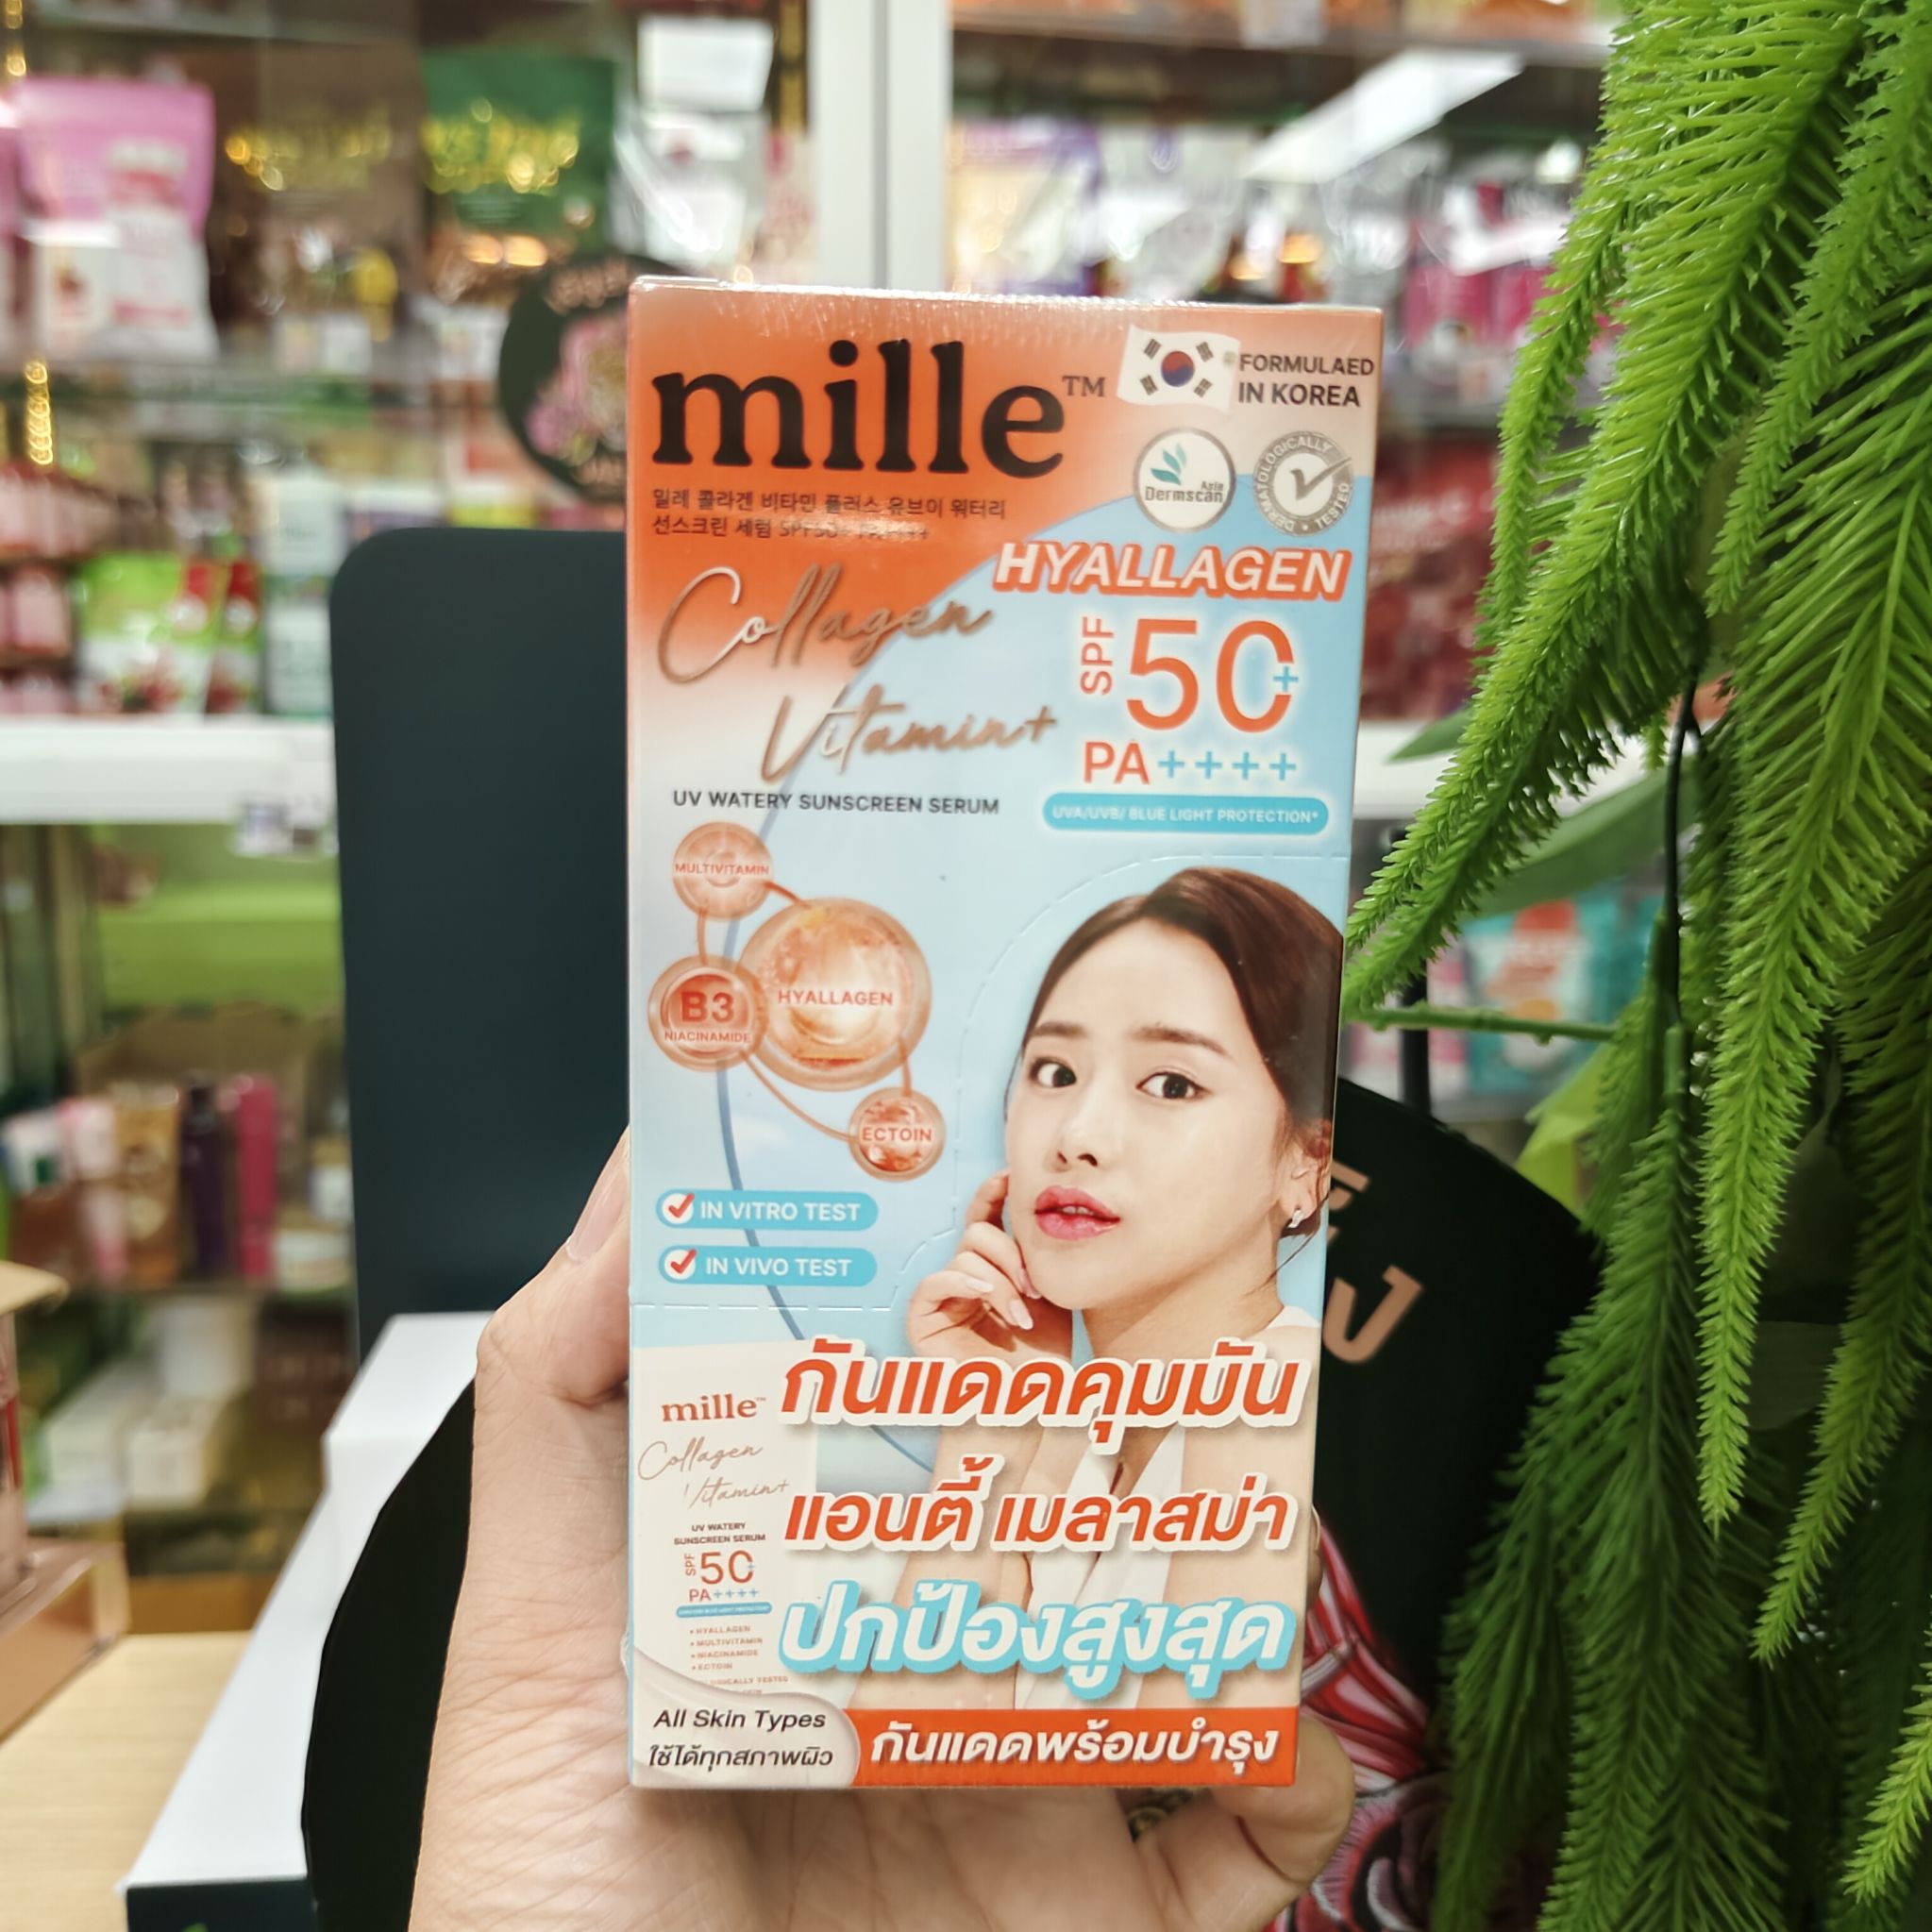 mille™
FORMULAED
IN KOREA
Dermscan
Asia
DERMATOLOGICALLY
TESTED
밀레 콜라겐 비타민 플러스 유브이 워터리
선스크린 세럼 SPF50+ PA++++
HYALLAGEN
Collagen
Vitamin+
SPF 50+
PA++++
UV WATERY SUNSCREEN SERUM
UVA/UVB/ BLUE LIGHT PROTECTION*
MULTIVITAMIN
B3
NIACINAMIDE
HYALLAGEN
ECTOIN
IN VITRO TEST
IN VIVO TEST
กันแดดคุมมัน
แอนตี้ เมลาสม่า
ปกป้องสูงสุด
mille™
Collagen
Vitamin+
UV WATERY
SUNSCREEN SERUM
SPF 50+
PA++++
• HYALLAGEN
• MULTIVITAMIN
• NIACINAMIDE
• ECTOIN
All Skin Types
ใช้ได้ทุกสภาพผิว
กันแดดพร้อมบำรุง